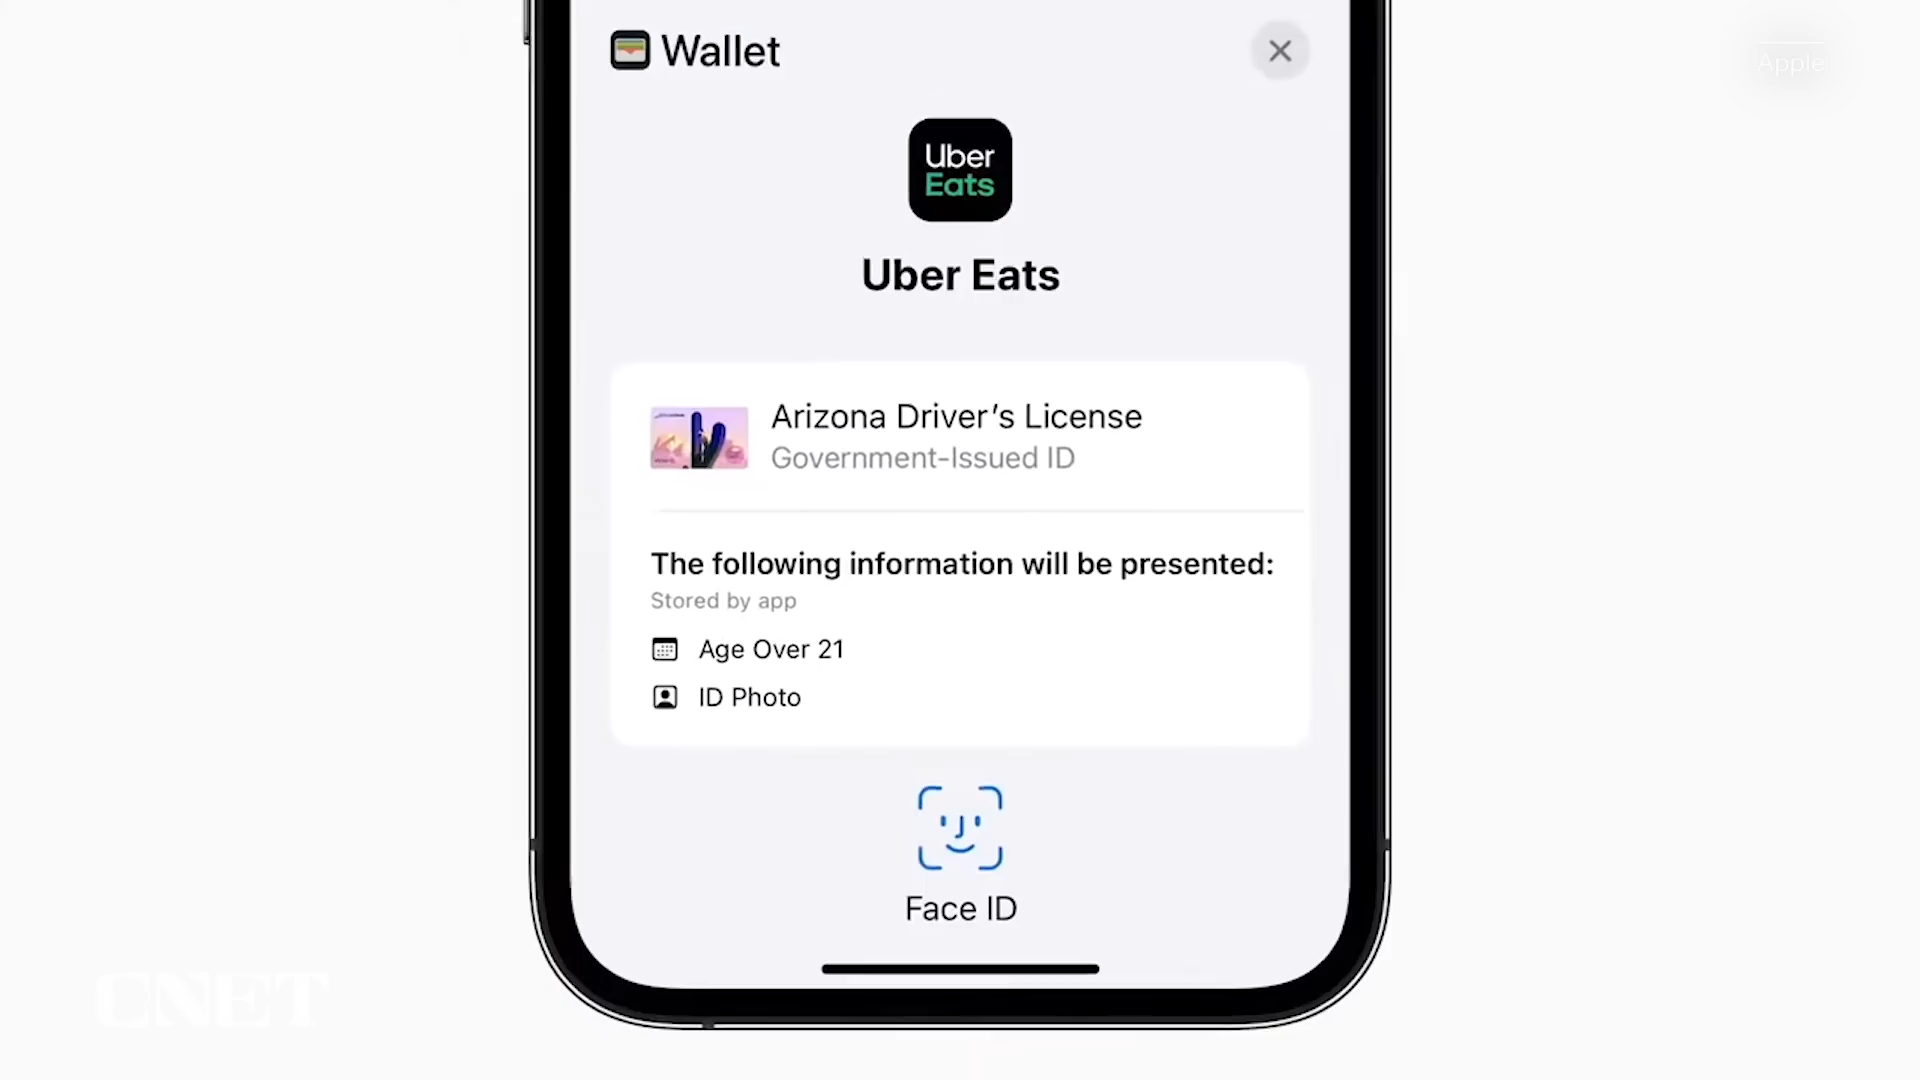 Wallet
Apple
Uber
Eats
Uber Eats
Arizona Driver’s License
Government-Issued ID
The following information will be presented:
Stored by app
Age Over 21
ID Photo
Face ID
CNET